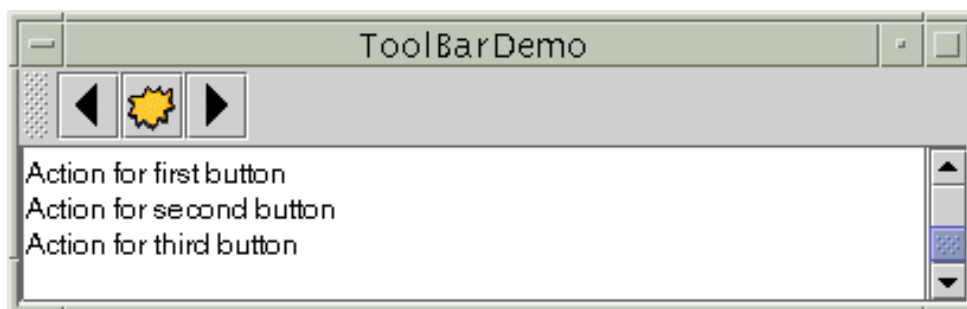 ToolBarDemo
Action for first button
Action for second button
Action for third button